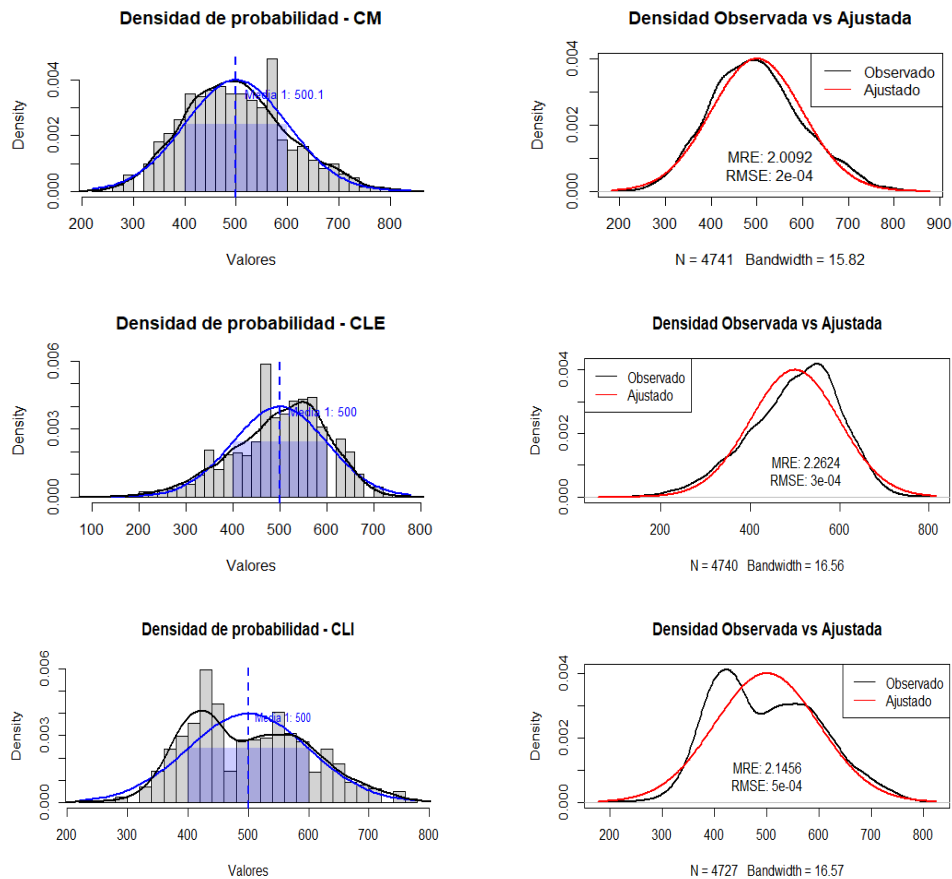 Densidad de probabilidad - CM
Density
0.000 0.002 0.004
Media 1: 500.1
200 300 400 500 600 700 800
Valores
Densidad Observada vs Ajustada
Density
0.000 0.002 0.004
Observado
Ajustado
MRE: 2.0092
RMSE: 2e-04
200 300 400 500 600 700 800 900
N = 4741 Bandwidth = 15.82
Densidad de probabilidad - CLE
Density
0.000 0.003 0.006
Media 1: 500
100 200 300 400 500 600 700 800
Valores
Densidad Observada vs Ajustada
Density
0.000 0.002 0.004
Observado
Ajustado
MRE: 2.2624
RMSE: 3e-04
200 400 600 800
N = 4740 Bandwidth = 16.56
Densidad de probabilidad - CLI
Density
0.000 0.003 0.006
Media 1: 500
200 300 400 500 600 700 800
Valores
Densidad Observada vs Ajustada
Density
0.000 0.002 0.004
Observado
Ajustado
MRE: 2.1456
RMSE: 5e-04
200 300 400 500 600 700 800
N = 4727 Bandwidth = 16.57